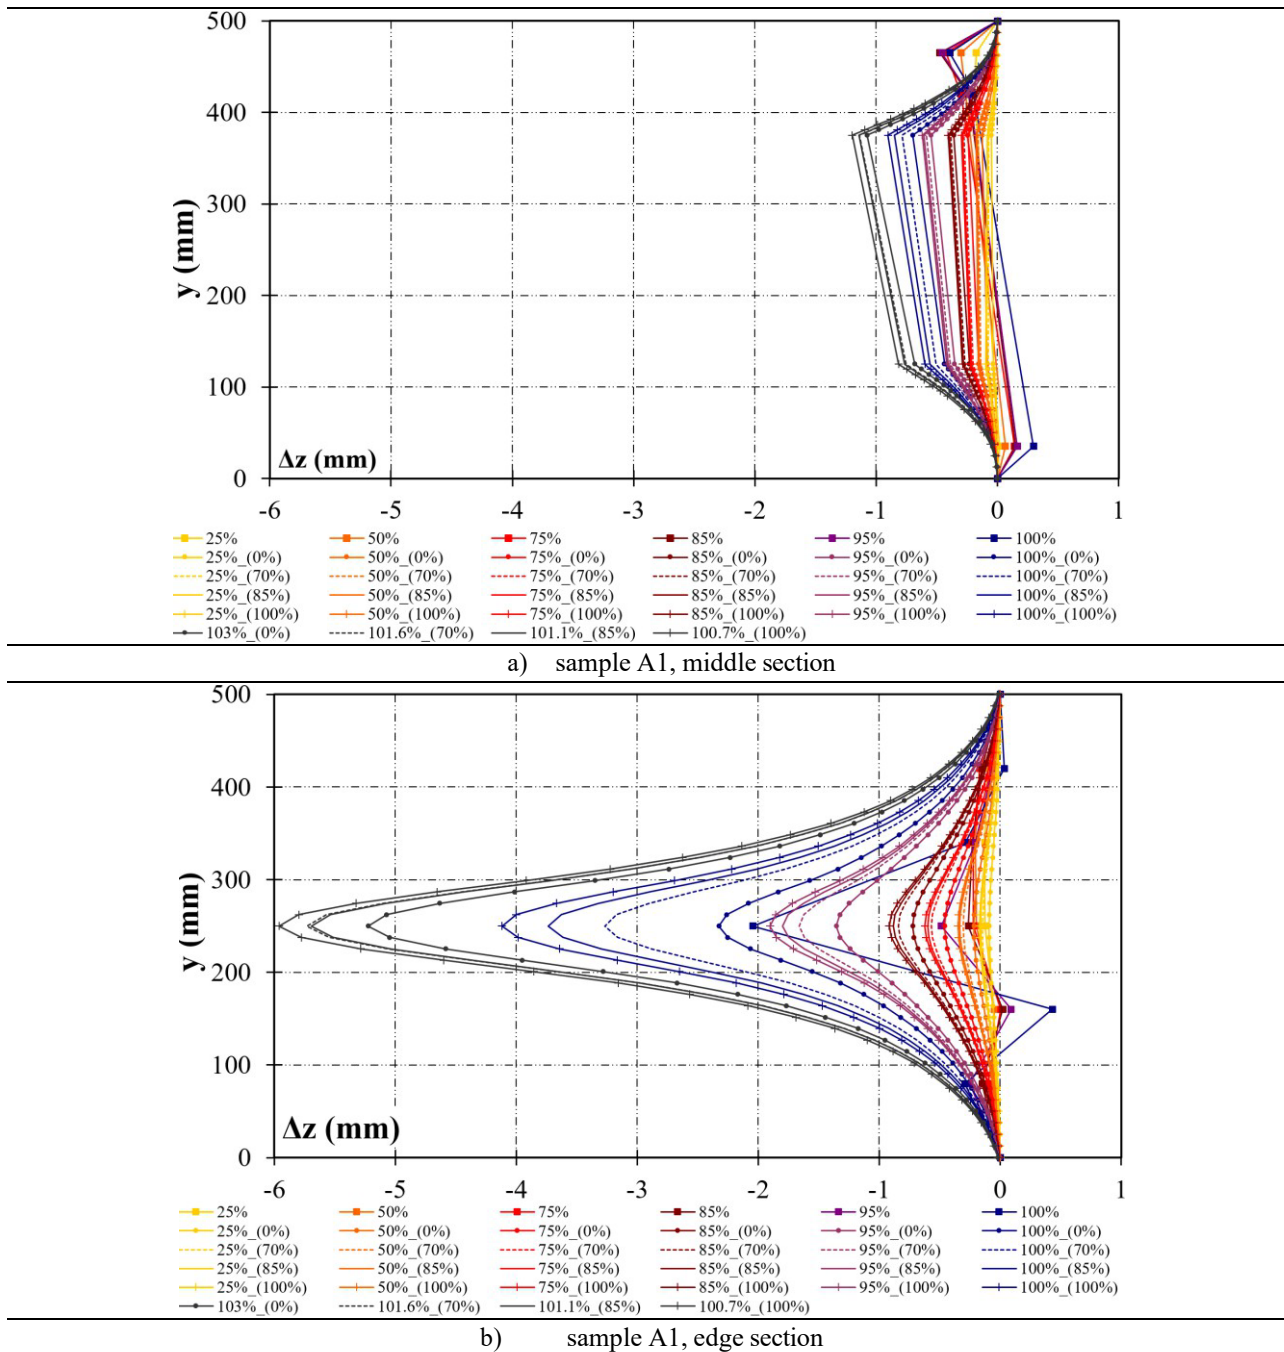 500
400
300
200
100
0
y (mm)
Δz (mm)
-6 -5 -4 -3 -2 -1 0 1
25% 50% 75% 85% 95% 100%
25%_(0%) 50%_(0%) 75%_(0%) 85%_(0%) 95%_(0%) 100%_(0%)
25%_(70%) 50%_(70%) 75%_(70%) 85%_(70%) 95%_(70%) 100%_(70%)
25%_(85%) 50%_(85%) 75%_(85%) 85%_(85%) 95%_(85%) 100%_(85%)
25%_(100%) 50%_(100%) 75%_(100%) 85%_(100%) 95%_(100%) 100%_(100%)
103%_(0%) 101.6%_(70%) 101.1%_(85%) 100.7%_(100%)
a) sample A1, middle section
500
400
300
200
100
0
y (mm)
Δz (mm)
-6 -5 -4 -3 -2 -1 0 1
25% 50% 75% 85% 95% 100%
25%_(0%) 50%_(0%) 75%_(0%) 85%_(0%) 95%_(0%) 100%_(0%)
25%_(70%) 50%_(70%) 75%_(70%) 85%_(70%) 95%_(70%) 100%_(70%)
25%_(85%) 50%_(85%) 75%_(85%) 85%_(85%) 95%_(85%) 100%_(85%)
25%_(100%) 50%_(100%) 75%_(100%) 85%_(100%) 95%_(100%) 100%_(100%)
103%_(0%) 101.6%_(70%) 101.1%_(85%) 100.7%_(100%)
b) sample A1, edge section